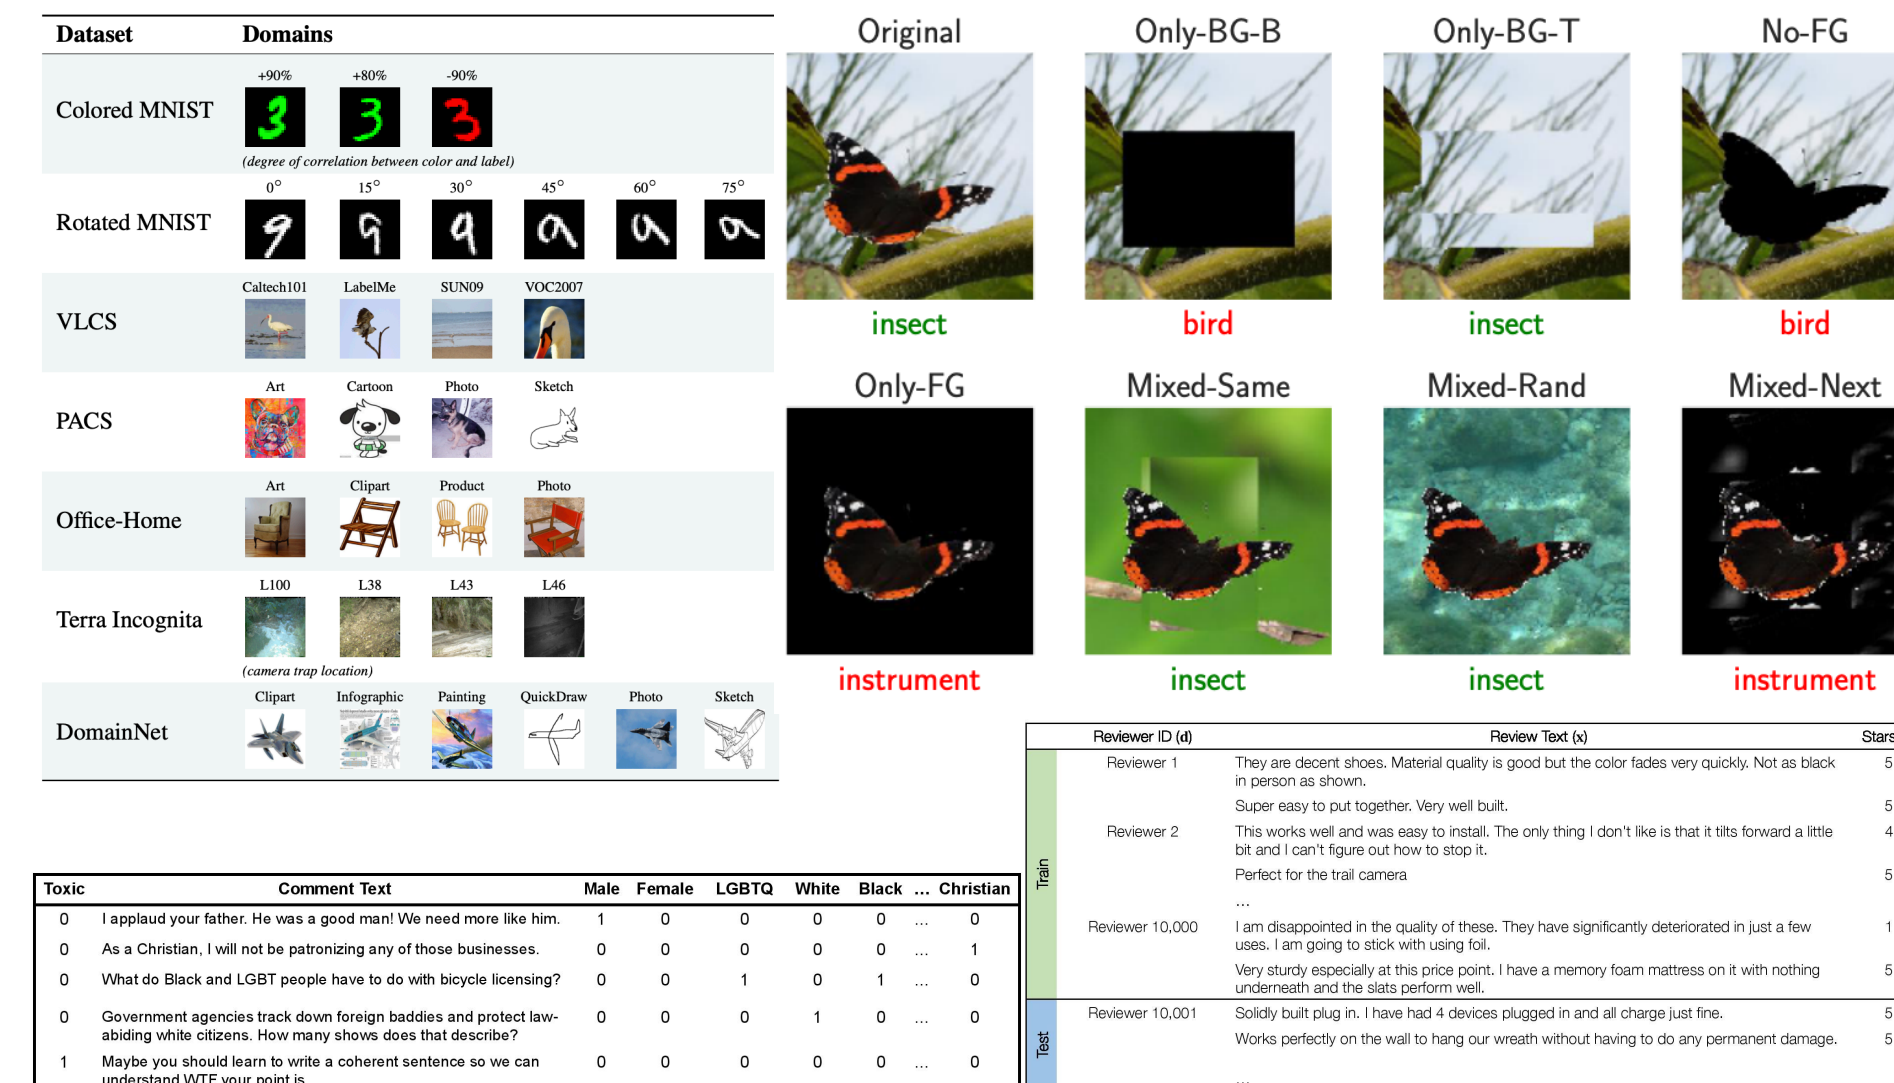 Dataset Domains
+90% +80% -90%
Colored MNIST
(degree of correlation between color and label)
0° 15° 30° 45° 60° 75°
Rotated MNIST
Caltech101 LabelMe SUN09 VOC2007
VLCS
Art Cartoon Photo Sketch
PACS
Art Clipart Product Photo
Office-Home
L100 L38 L43 L46
Terra Incognita
(camera trap location)
Clipart Infographic Painting QuickDraw Photo Sketch
DomainNet
Original Only-BG-B Only-BG-T No-FG
insect bird insect bird
Only-FG Mixed-Same Mixed-Rand Mixed-Next
instrument insect insect instrument
Toxic Comment Text Male Female LGBTQ White Black ... Christian
0 I applaud your father. He was a good man! We need more like him. 1 0 0 0 0 ... 0
0 As a Christian, I will not be patronizing any of those businesses. 0 0 0 0 0 ... 1
0 What do Black and LGBT people have to do with bicycle licensing? 0 0 1 0 1 ... 0
0 Government agencies track down foreign baddies and protect law- 0 0 0 1 0 ... 0
abiding white citizens. How many shows does that describe?
1 Maybe you should learn to write a coherent sentence so we can 0 0 0 0 0 ... 0
understand WTF your point is
Reviewer ID (d) Review Text (x) Stars
Train
Reviewer 1 They are decent shoes. Material quality is good but the color fades very quickly. Not as black 5
in person as shown.
Super easy to put together. Very well built. 5
Reviewer 2 This works well and was easy to install. The only thing I don't like is that it tilts forward a little 4
bit and I can't figure out how to stop it.
Perfect for the trail camera 5
...
Reviewer 10,000 I am disappointed in the quality of these. They have significantly deteriorated in just a few 1
uses. I am going to stick with using foil.
Very sturdy especially at this price point. I have a memory foam mattress on it with nothing 5
underneath and the slats perform well.
Test
Reviewer 10,001 Solidly built plug in. I have had 4 devices plugged in and all charge just fine. 5
Works perfectly on the wall to hang our wreath without having to do any permanent damage. 5
...